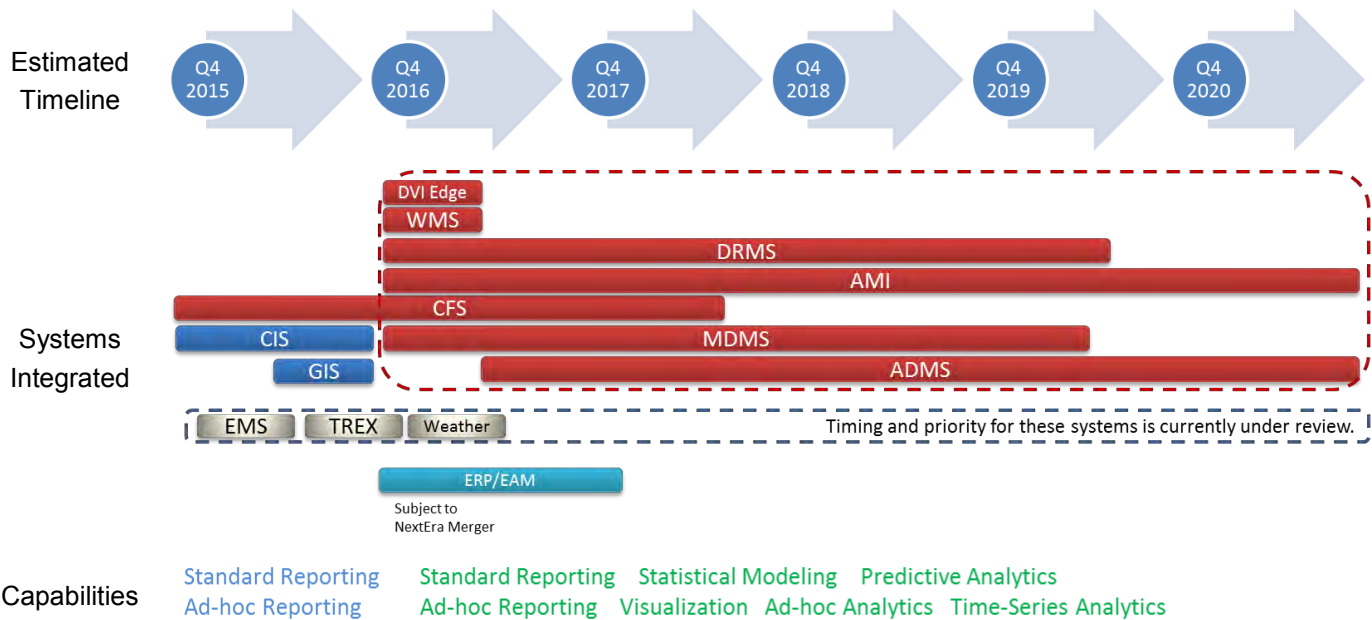 Estimated
Timeline
Q4
2015
Q4
2016
Q4
2017
Q4
2018
Q4
2019
Q4
2020
Systems
Integrated
DVI Edge
WMS
DRMS
AMI
CFS
CIS
MDMS
GIS
ADMS
EMS
TREX
Weather
Timing and priority for these systems is currently under review.
ERP/EAM
Subject to
NextEra Merger
Capabilities
Standard Reporting
Ad-hoc Reporting
Standard Reporting Statistical Modeling Predictive Analytics
Ad-hoc Reporting Visualization Ad-hoc Analytics Time-Series Analytics